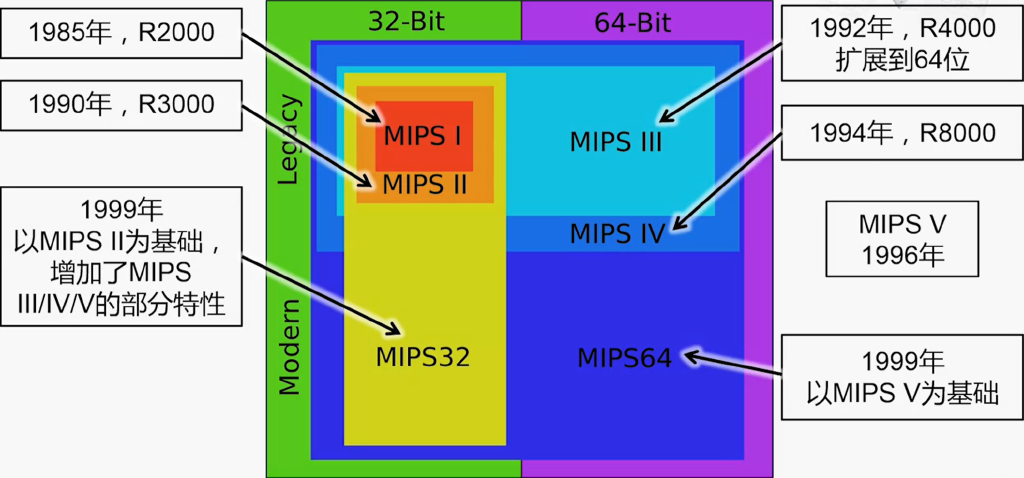 1985年，R2000
1990年，R3000
1999年
以MIPS II为基础，
增加了MIPS
III/IV/V的部分特性
32-Bit
64-Bit
Legacy
Modern
MIPS I
MIPS II
MIPS III
MIPS IV
MIPS32
MIPS64
1992年，R4000
扩展到64位
1994年，R8000
MIPS V
1996年
1999年
以MIPS V为基础